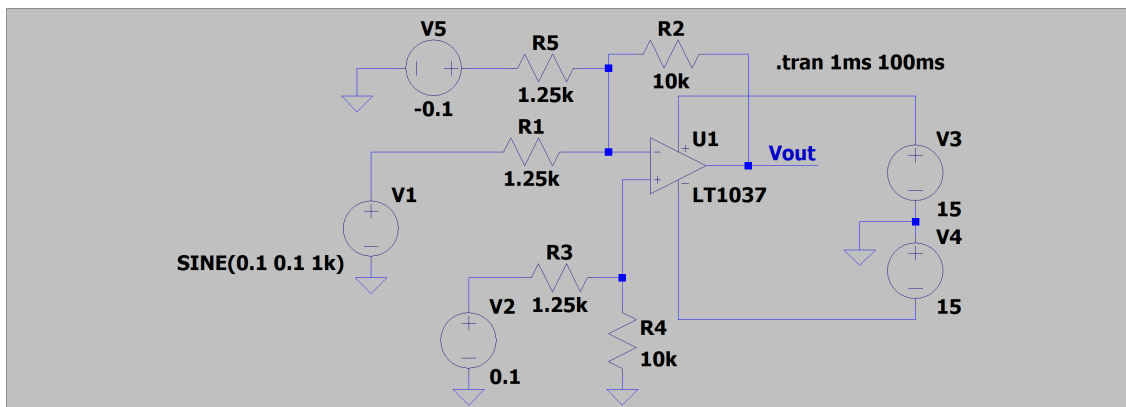 V5
R5
R2
.tran 1ms 100ms
-0.1
1.25k
10k
R1
U1
Vout
V3
V1
1.25k
LT1037
15
SINE(0.1 0.1 1k)
R3
V4
V2
1.25k
R4
15
0.1
10k